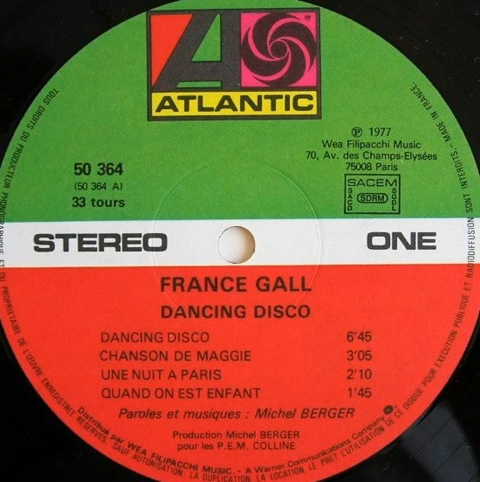 ATLANTIC
℗ 1977
Wea Filipacchi Music
70, Av. des Champs-Elysées
75008 Paris
50 364
(50 364 A)
33 tours
SACEM
SACD
SDRM
SGDL
STEREO
ONE
FRANCE GALL
DANCING DISCO
DANCING DISCO 6'45
CHANSON DE MAGGIE 3'05
UNE NUIT A PARIS 2'10
QUAND ON EST ENFANT 1'45
Paroles et musiques : Michel BERGER
Production Michel BERGER
pour les P.E.M. COLLINE
Distribué par WEA FILIPACCHI MUSIC - A Warner Communications Company
TOUS DROITS DU PRODUCTEUR PHONOGRAPHIQUE ET DU PROPRIETAIRE DE L'ŒUVRE ENREGISTREE RESERVES. SAUF AUTORISATION, LA DUPLICATION, LA LOCATION, LE PRET, L'UTILISATION DE CE DISQUE POUR EXECUTION PUBLIQUE ET RADIODIFFUSION SONT INTERDITS - MADE IN FRANCE.